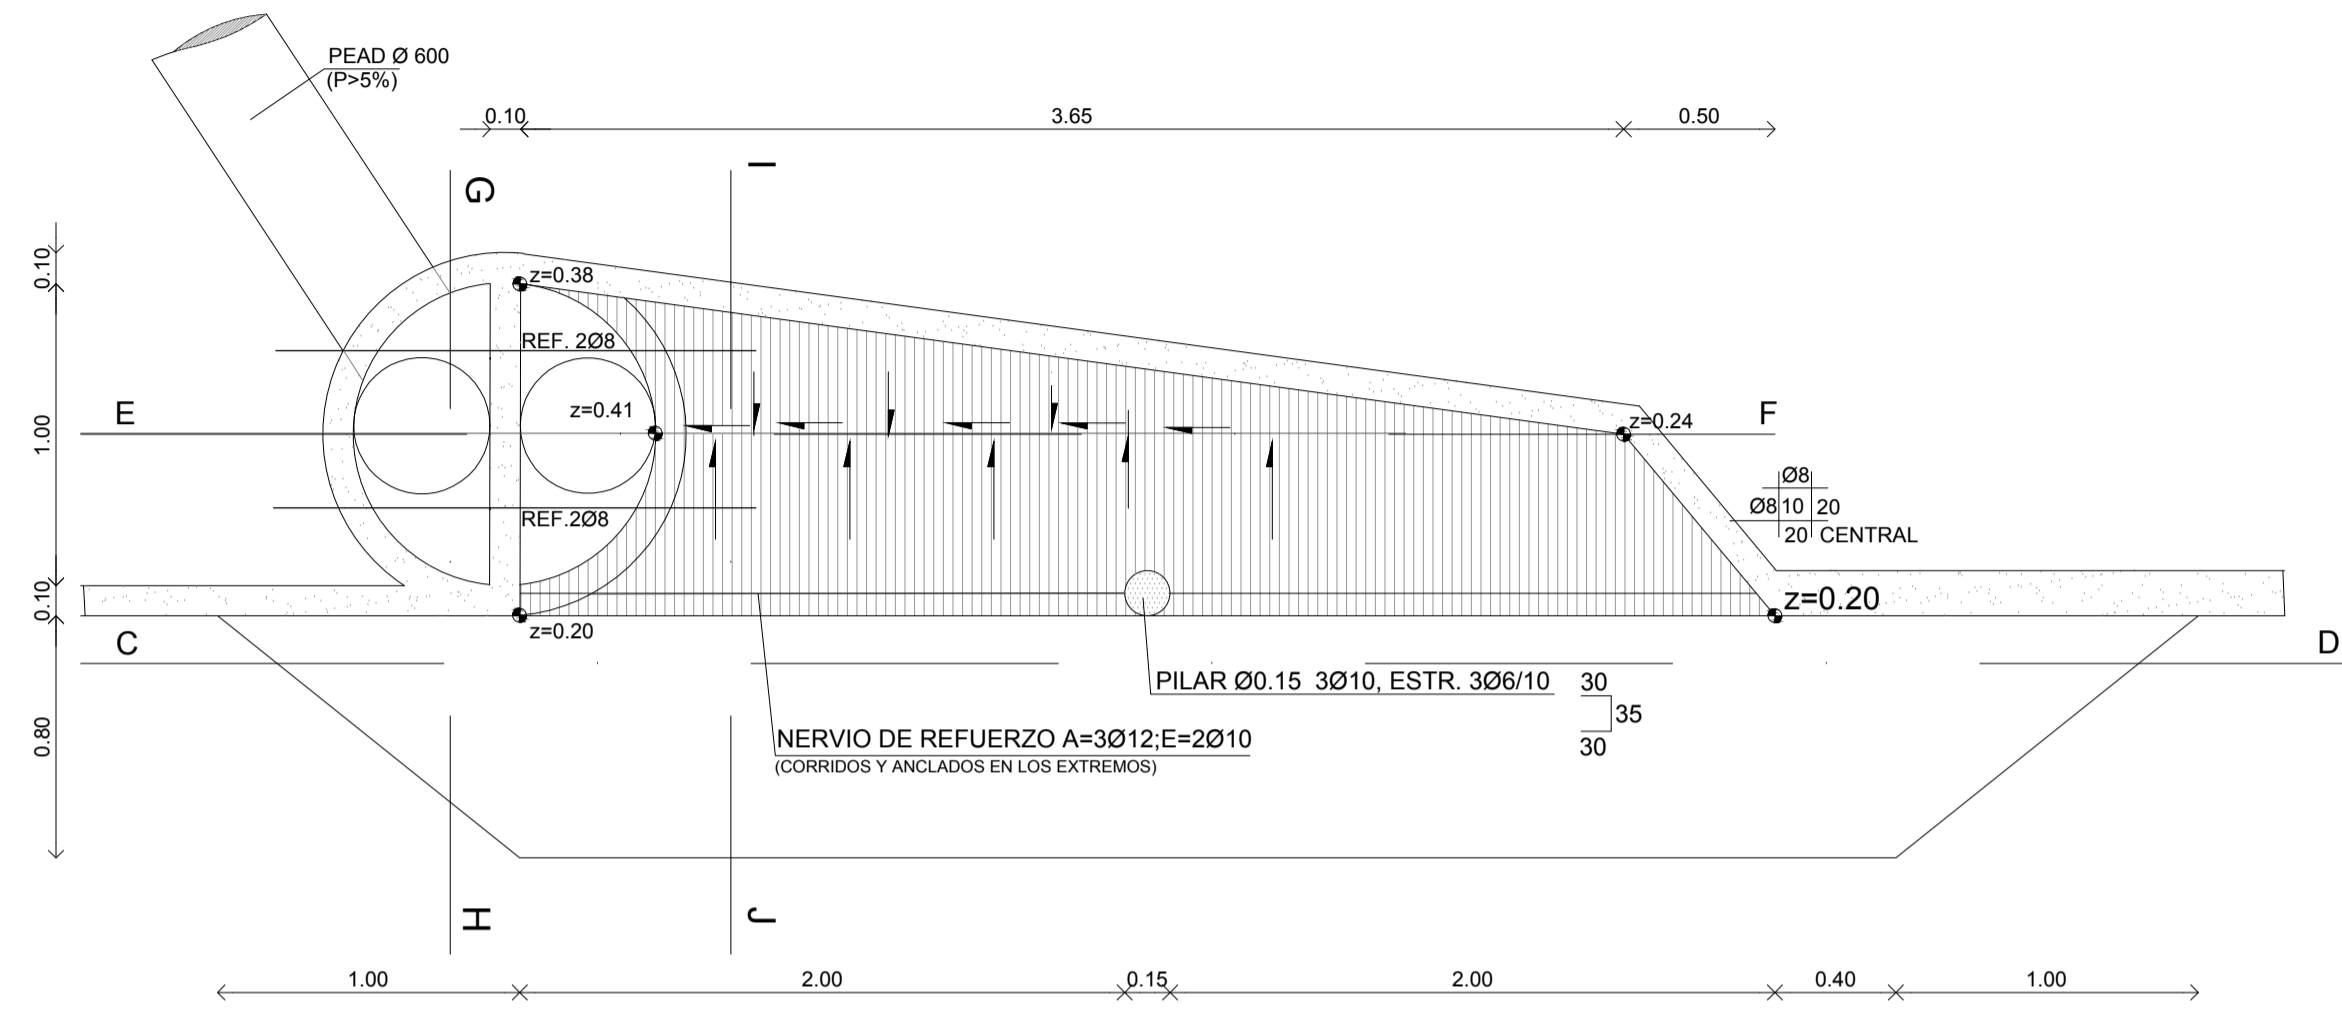 PEAD Ø 600
(P>5%)
0.10
3.65
0.50
G
I
0.10
z=0.38
REF. 2Ø8
z=0.41
E
1.00
z=0.24
F
Ø8
Ø8 10 20
20 CENTRAL
REF.2Ø8
0.10
z=0.20
z=0.20
C
D
PILAR Ø0.15 3Ø10, ESTR. 3Ø6/10
30
35
30
0.80
NERVIO DE REFUERZO A=3Ø12;E=2Ø10
(CORRIDOS Y ANCLADOS EN LOS EXTREMOS)
H
J
1.00
2.00
0.15
2.00
0.40
1.00